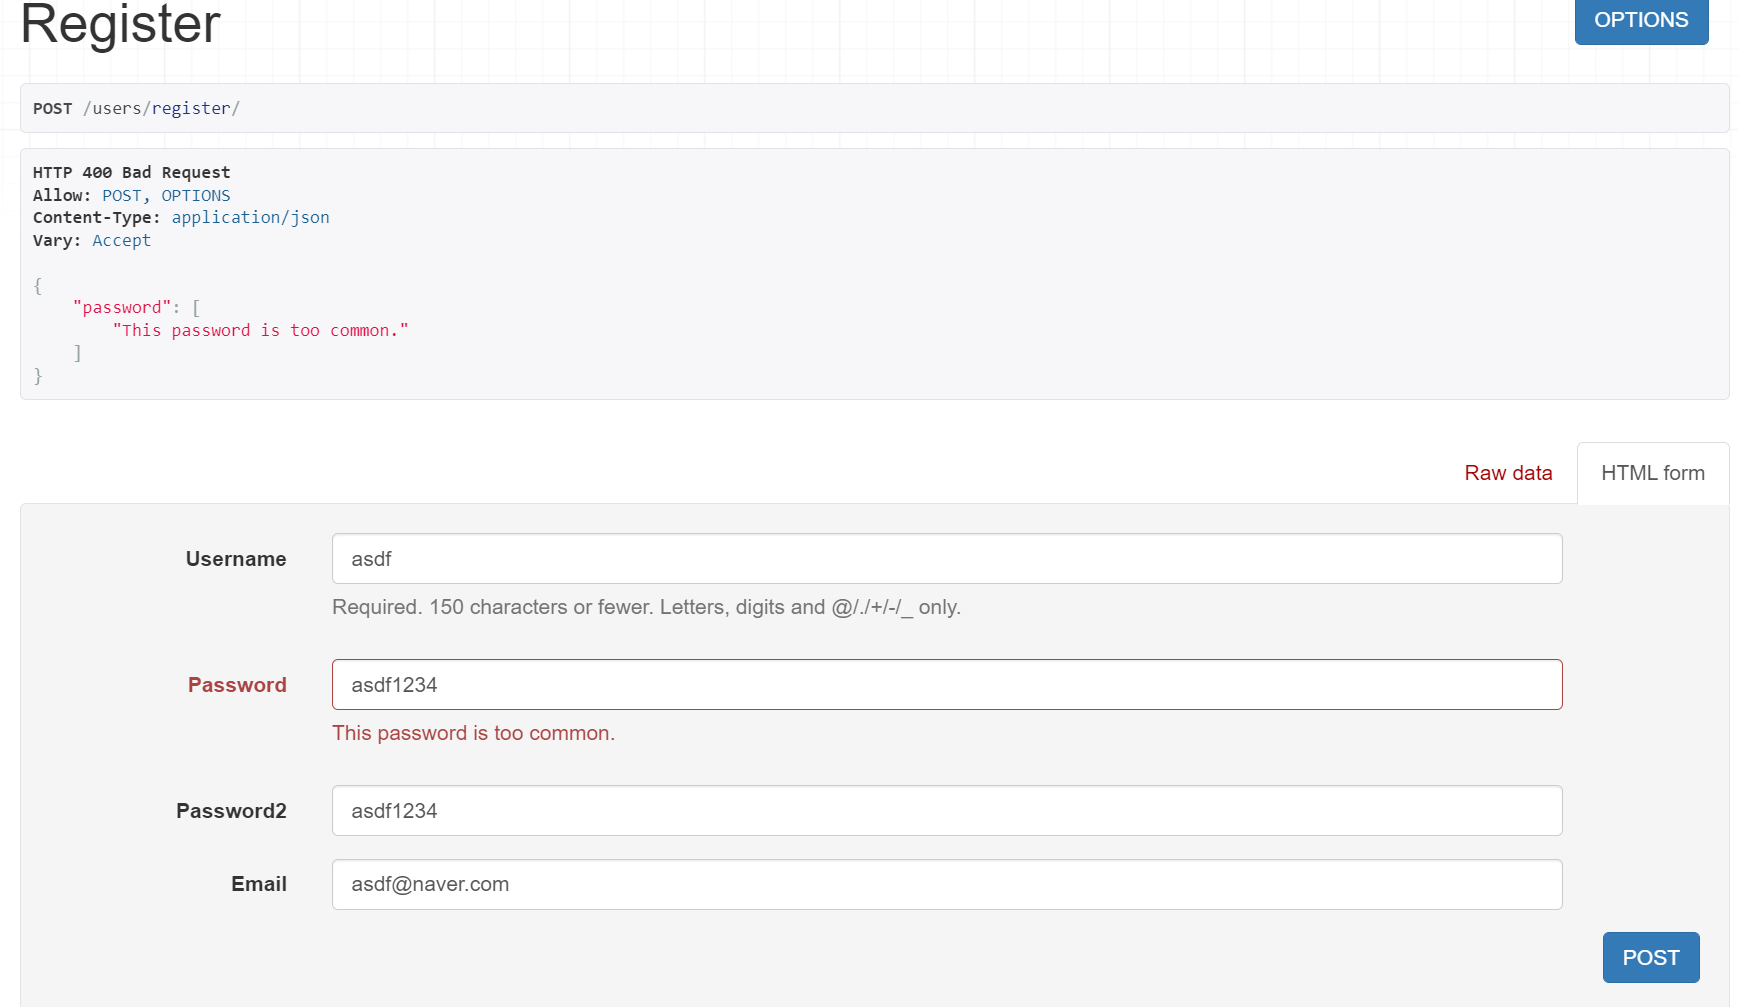 Register
OPTIONS
POST /users/register/
HTTP 400 Bad Request
Allow: POST, OPTIONS
Content-Type: application/json
Vary: Accept
{
    "password": [
        "This password is too common."
    ]
}
Raw data
HTML form
Username
asdf
Required. 150 characters or fewer. Letters, digits and @/./+/-/_ only.
Password
asdf1234
This password is too common.
Password2
asdf1234
Email
asdf@naver.com
POST